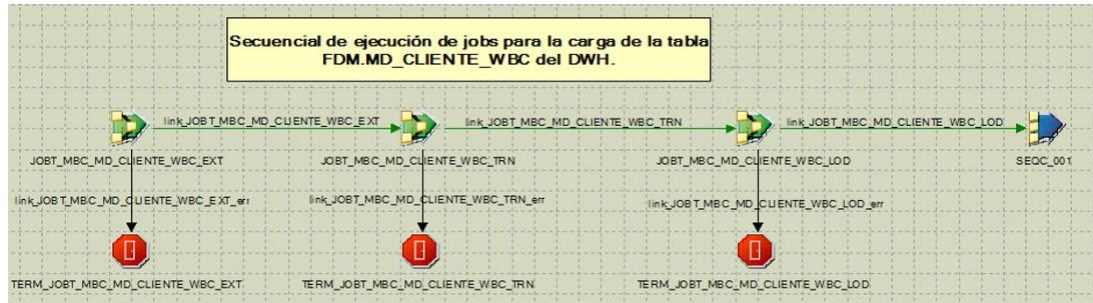 Secuencial de ejecución de jobs para la carga de la tabla
FDM.MD_CLIENTE_WBC del DWH.
link_JOBT_MBC_MD_CLIENTE_WBC_EXT
link_JOBT_MBC_MD_CLIENTE_WBC_TRN
link_JOBT_MBC_MD_CLIENTE_WBC_LOD
JOBT_MBC_MD_CLIENTE_WBC_EXT
JOBT_MBC_MD_CLIENTE_WBC_TRN
JOBT_MBC_MD_CLIENTE_WBC_LOD
SEQC_001
link_JOBT_MBC_MD_CLIENTE_WBC_EXT_err
link_JOBT_MBC_MD_CLIENTE_WBC_TRN_err
link_JOBT_MBC_MD_CLIENTE_WBC_LOD_err
TERM_JOBT_MBC_MD_CLIENTE_WBC_EXT
TERM_JOBT_MBC_MD_CLIENTE_WBC_TRN
TERM_JOBT_MBC_MD_CLIENTE_WBC_LOD